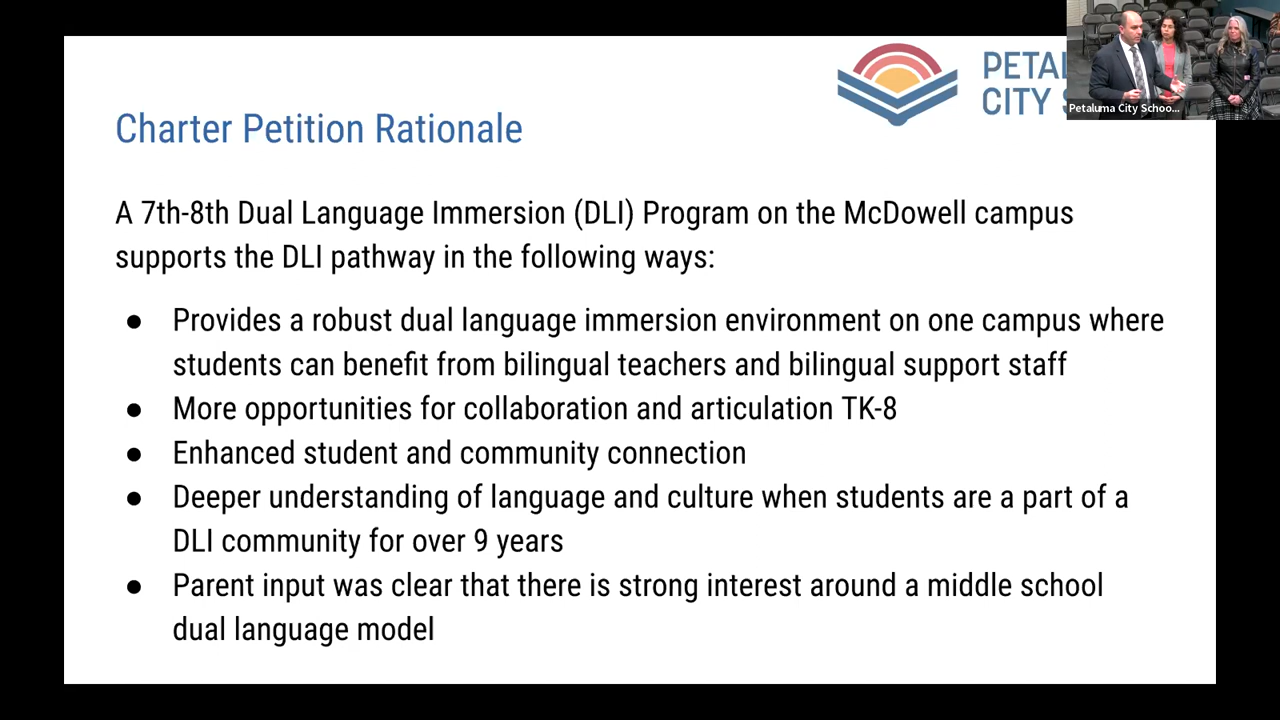 PETAL
CITY S
Petaluma City Schoo...
Charter Petition Rationale
A 7th-8th Dual Language Immersion (DLI) Program on the McDowell campus
supports the DLI pathway in the following ways:
● Provides a robust dual language immersion environment on one campus where
students can benefit from bilingual teachers and bilingual support staff
● More opportunities for collaboration and articulation TK-8
● Enhanced student and community connection
● Deeper understanding of language and culture when students are a part of a
DLI community for over 9 years
● Parent input was clear that there is strong interest around a middle school
dual language model